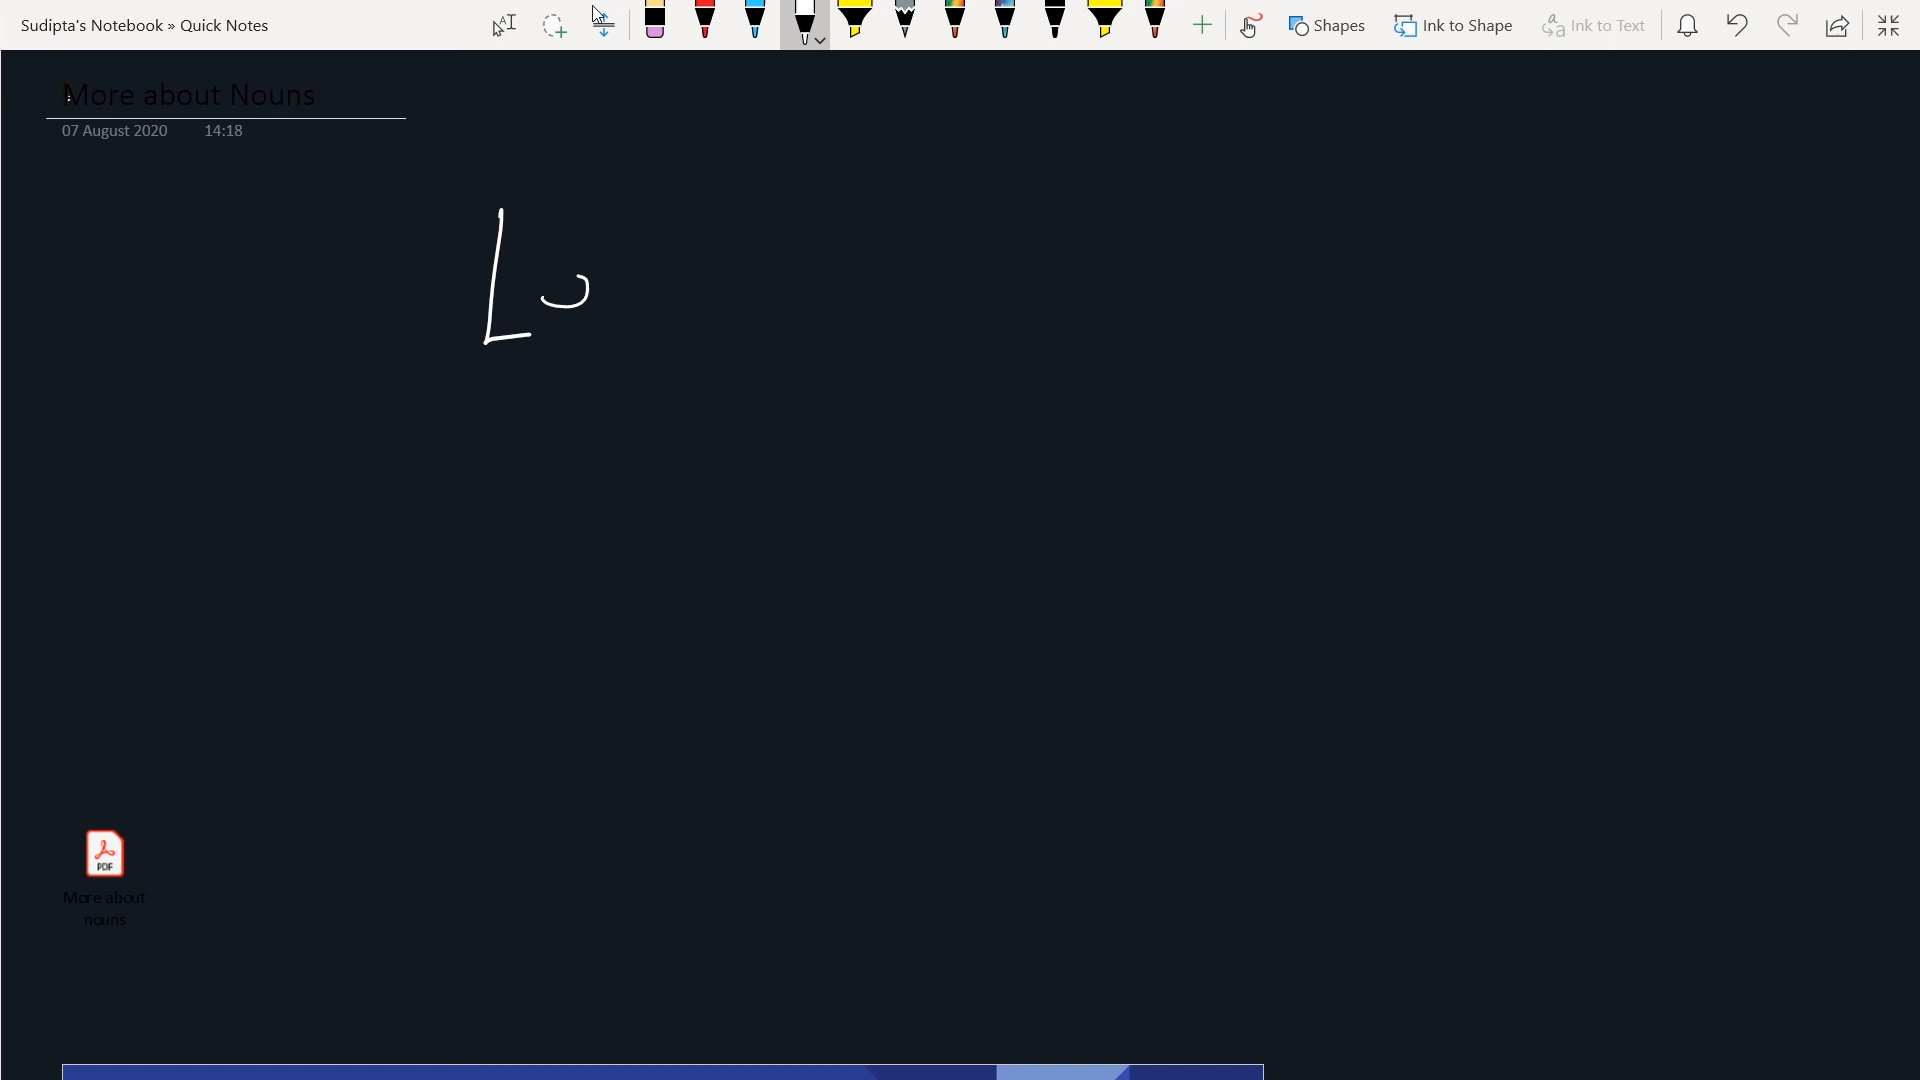 Sudipta's Notebook » Quick Notes
Shapes
Ink to Shape
Ink to Text
More about Nouns
07 August 2020 14:18
L
PDF
More about
nouns